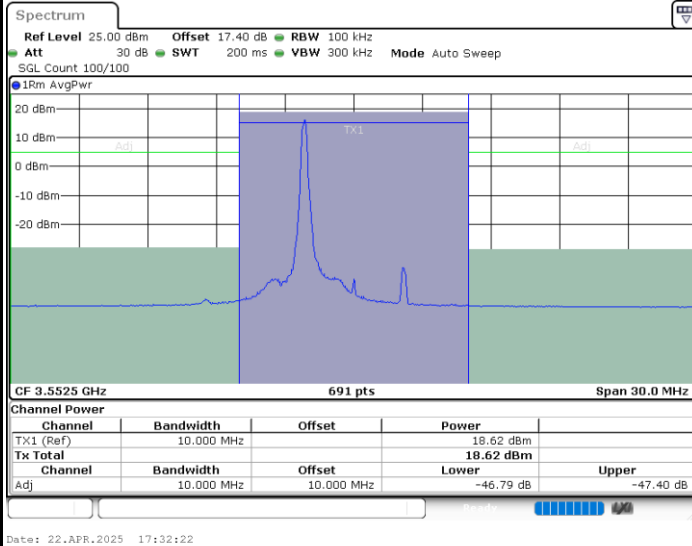 Spectrum
Ref Level 25.00 dBm Offset 17.40 dB RBW 100 kHz
Att 30 dB SWT 200 ms VBW 300 kHz Mode Auto Sweep
SGL Count 100/100
1Rm AvgPwr
20 dBm
TX1
10 dBm
Adj Adj
0 dBm
-10 dBm
-20 dBm
CF 3.5525 GHz 691 pts Span 30.0 MHz
Channel Power
Channel Bandwidth Offset Power
TX1 (Ref) 10.000 MHz 18.62 dBm
Tx Total 18.62 dBm
Channel Bandwidth Offset Lower Upper
Adj 10.000 MHz 10.000 MHz -46.79 dB -47.40 dB
Ready
Date: 22.APR.2025 17:32:22